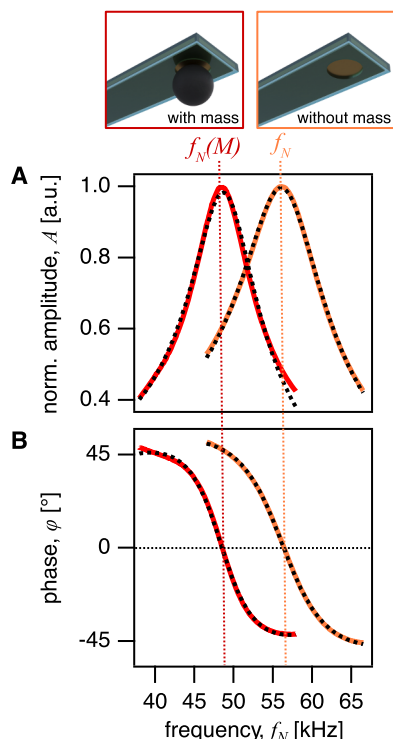 with mass
without mass
f_N(M)
f_N
A
norm. amplitude, A [a.u.]
1.0
0.8
0.6
0.4
B
phase, φ [°]
45
0
-45
40 45 50 55 60 65
frequency, f_N [kHz]